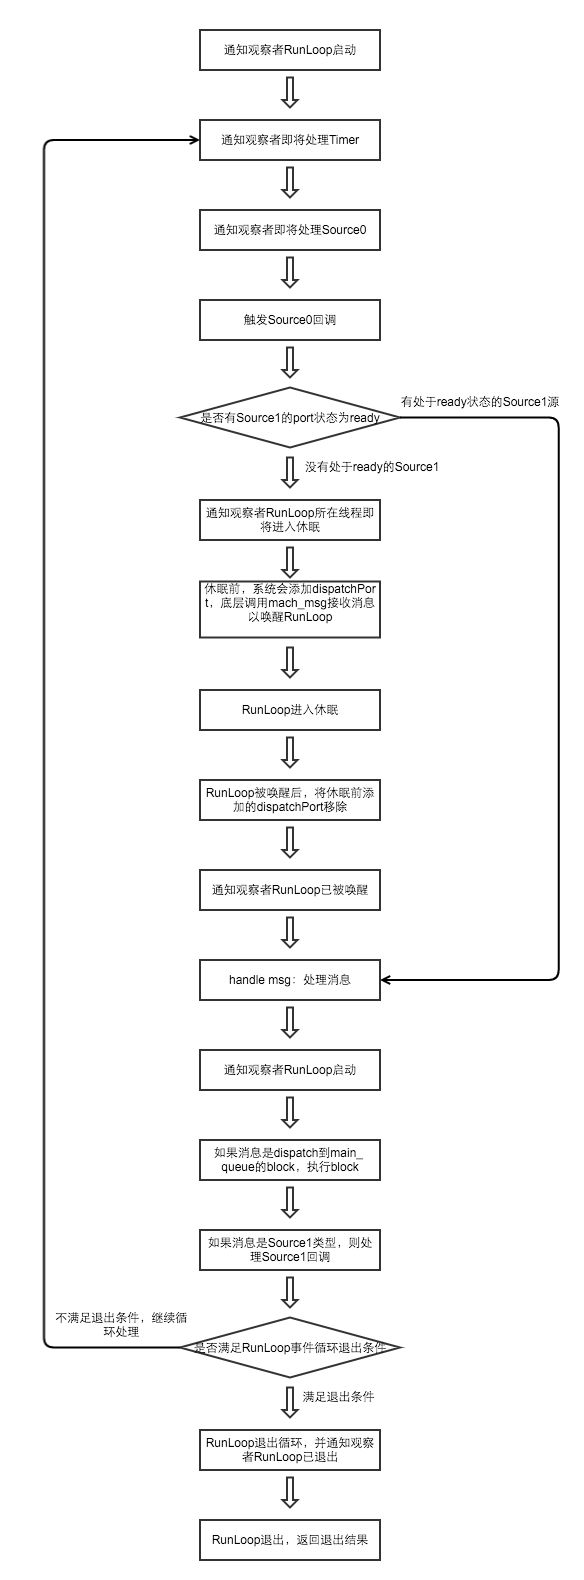 通知观察者RunLoop启动
通知观察者即将处理Timer
通知观察者即将处理Source0
触发Source0回调
有处于ready状态的Source1源
是否有Source1的port状态为ready
没有处于ready的Source1
通知观察者RunLoop所在线程即
将进入休眠
休眠前，系统会添加dispatchPor
t，底层调用mach_msg接收消息
以唤醒RunLoop
RunLoop进入休眠
RunLoop被唤醒后，将休眠前添
加的dispatchPort移除
通知观察者RunLoop已被唤醒
handle msg：处理消息
通知观察者RunLoop启动
如果消息是dispatch到main_
queue的block，执行block
如果消息是Source1类型，则处
理Source1回调
不满足退出条件，继续循
环处理
是否满足RunLoop事件循环退出条件
满足退出条件
RunLoop退出循环，并通知观察
者RunLoop已退出
RunLoop退出，返回退出结果